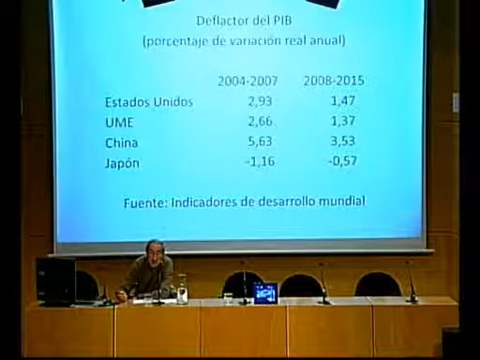 Deflactor del PIB
(porcentaje de variación real anual)
2004-2007 2008-2015
Estados Unidos 2,93 1,47
UME 2,66 1,37
China 5,63 3,53
Japón -1,16 -0,57
Fuente: Indicadores de desarrollo mundial